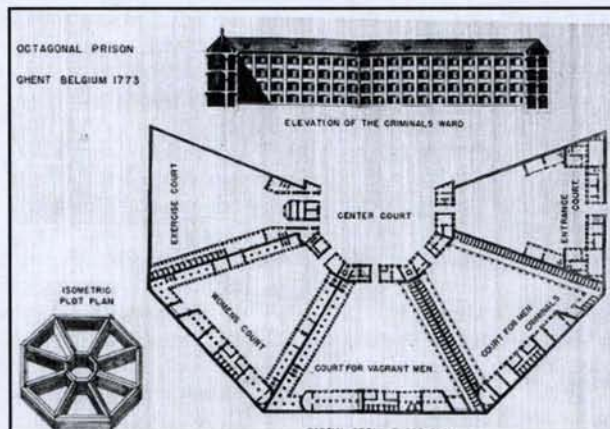 OCTAGONAL PRISON
GHENT BELGIUM 1773
ELEVATION OF THE CRIMINALS WARD
EXERCISE COURT
CENTER COURT
ENTRANCE
COURT
ISOMETRIC
PLOT PLAN
WOMENS COURT
COURT FOR VAGRANT MEN
COURT FOR MEN
CRIMINALS